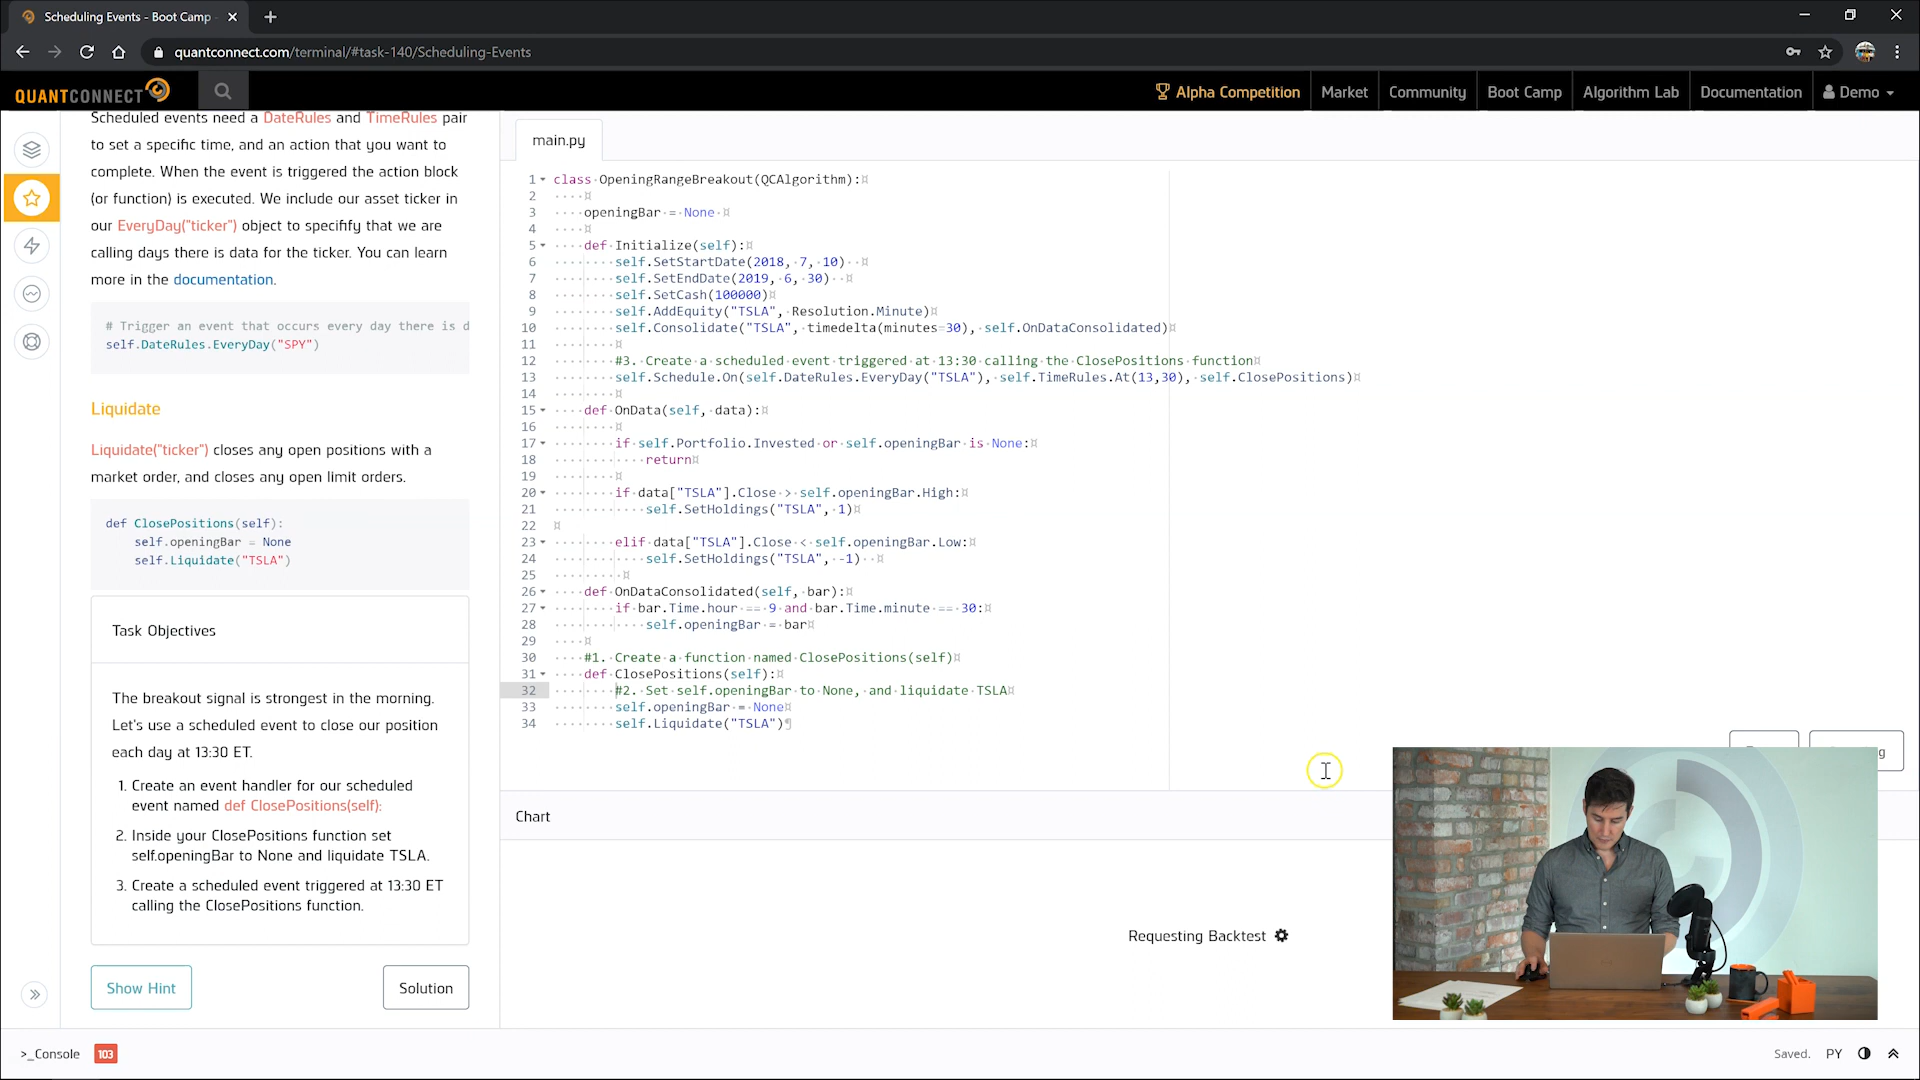 Scheduling Events - Boot Camp
quantconnect.com/terminal/#task-140/Scheduling-Events
QUANTCONNECT
Alpha Competition
Market
Community
Boot Camp
Algorithm Lab
Documentation
Demo
Scheduled events need a DateRules and TimeRules pair
to set a specific time, and an action that you want to
complete. When the event is triggered the action block
(or function) is executed. We include our asset ticker in
our EveryDay("ticker") object to specifify that we are
calling days there is data for the ticker. You can learn
more in the documentation.
# Trigger an event that occurs every day there is d
self.DateRules.EveryDay("SPY")
Liquidate
Liquidate("ticker") closes any open positions with a
market order, and closes any open limit orders.
def ClosePositions(self):
self.openingBar = None
self.Liquidate("TSLA")
Task Objectives
The breakout signal is strongest in the morning.
Let's use a scheduled event to close our position
each day at 13:30 ET.
1. Create an event handler for our scheduled
event named def ClosePositions(self):
2. Inside your ClosePositions function set
self.openingBar to None and liquidate TSLA.
3. Create a scheduled event triggered at 13:30 ET
calling the ClosePositions function.
Show Hint
Solution
main.py
1 class OpeningRangeBreakout(QCAlgorithm):
2
3 openingBar = None
4
5 def Initialize(self):
6 self.SetStartDate(2018, 7, 10)
7 self.SetEndDate(2019, 6, 30)
8 self.SetCash(100000)
9 self.AddEquity("TSLA", Resolution.Minute)
10 self.Consolidate("TSLA", timedelta(minutes=30), self.OnDataConsolidated)
11
12 #3. Create a scheduled event triggered at 13:30 calling the ClosePositions function
13 self.Schedule.On(self.DateRules.EveryDay("TSLA"), self.TimeRules.At(13,30), self.ClosePositions)
14
15 def OnData(self, data):
16
17 if self.Portfolio.Invested or self.openingBar is None:
18 return
19
20 if data["TSLA"].Close > self.openingBar.High:
21 self.SetHoldings("TSLA", 1)
22
23 elif data["TSLA"].Close < self.openingBar.Low:
24 self.SetHoldings("TSLA", -1)
25
26 def OnDataConsolidated(self, bar):
27 if bar.Time.hour == 9 and bar.Time.minute == 30:
28 self.openingBar = bar
29
30 #1. Create a function named ClosePositions(self)
31 def ClosePositions(self):
32 #2. Set self.openingBar to None, and liquidate TSLA
33 self.openingBar = None
34 self.Liquidate("TSLA")
Chart
Requesting Backtest
>_Console 103
Saved. PY